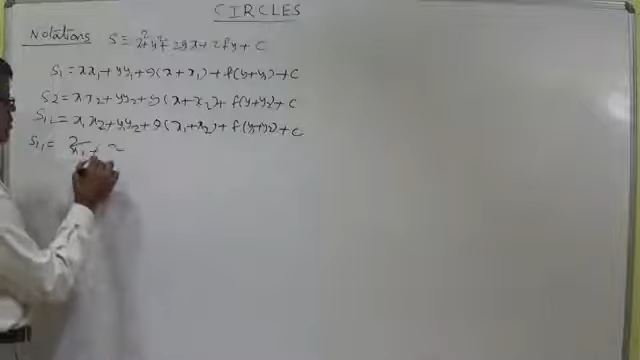 CIRCLES
Notations S ≡ x²+y²+2gx+2fy+c
S₁ = xx₁+yy₁+g(x+x₁)+f(y+y₁)+c
S2 = xx₂+yy₂+g(x+x₂)+f(y+y₂)+c
S₁₂ = x₁x₂+y₁y₂+g(x₁+x₂)+f(y₁+y₂)+c
S₁₁ = x₁²+ 2